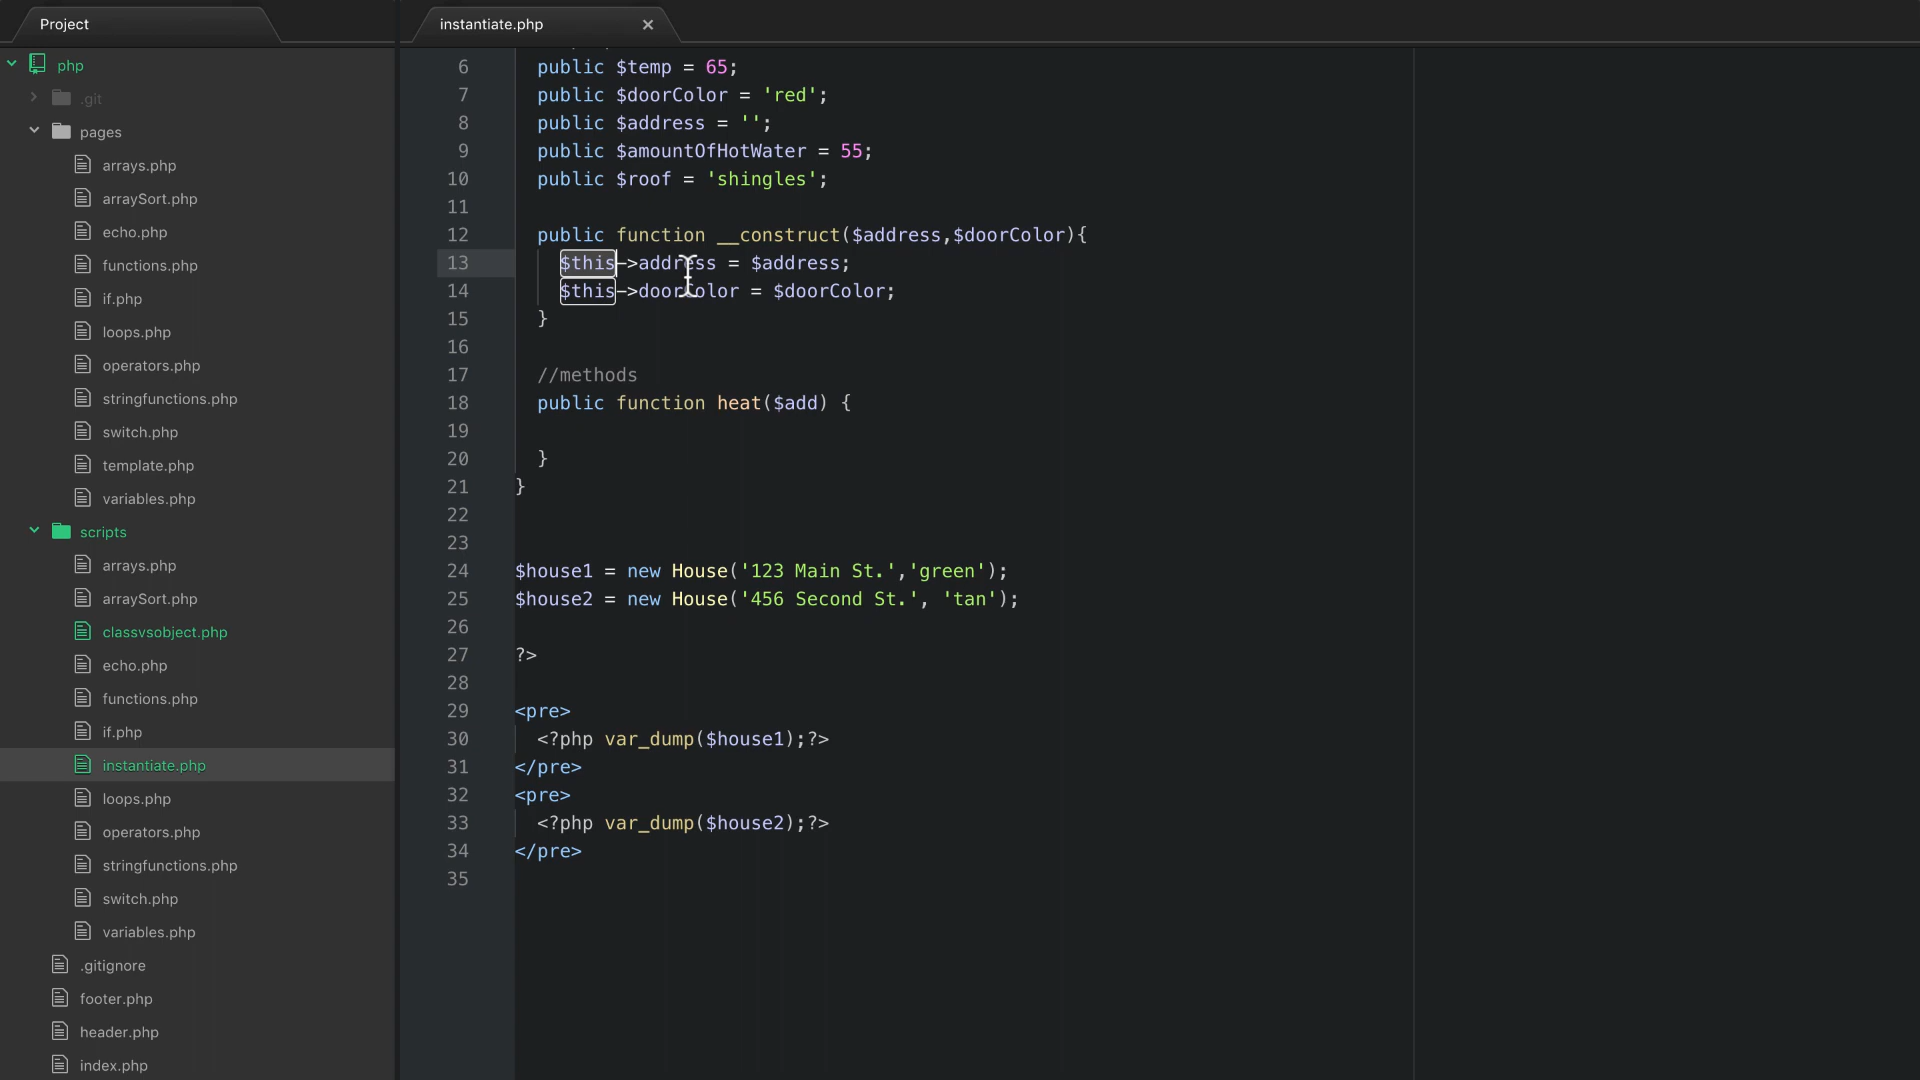 Project
php
.git
pages
arrays.php
arraySort.php
echo.php
functions.php
if.php
loops.php
operators.php
stringfunctions.php
switch.php
template.php
variables.php
scripts
arrays.php
arraySort.php
classvsobject.php
echo.php
functions.php
if.php
instantiate.php
loops.php
operators.php
stringfunctions.php
switch.php
variables.php
.gitignore
footer.php
header.php
index.php
instantiate.php
6 public $temp = 65;
7 public $doorColor = 'red';
8 public $address = '';
9 public $amountOfHotWater = 55;
10 public $roof = 'shingles';
11
12 public function __construct($address,$doorColor){
13 $this->address = $address;
14 $this->doorColor = $doorColor;
15 }
16
17 //methods
18 public function heat($add) {
19
20 }
21 }
22
23
24 $house1 = new House('123 Main St.','green');
25 $house2 = new House('456 Second St.', 'tan');
26
27 ?>
28
29 <pre>
30 <?php var_dump($house1);?>
31 </pre>
32 <pre>
33 <?php var_dump($house2);?>
34 </pre>
35